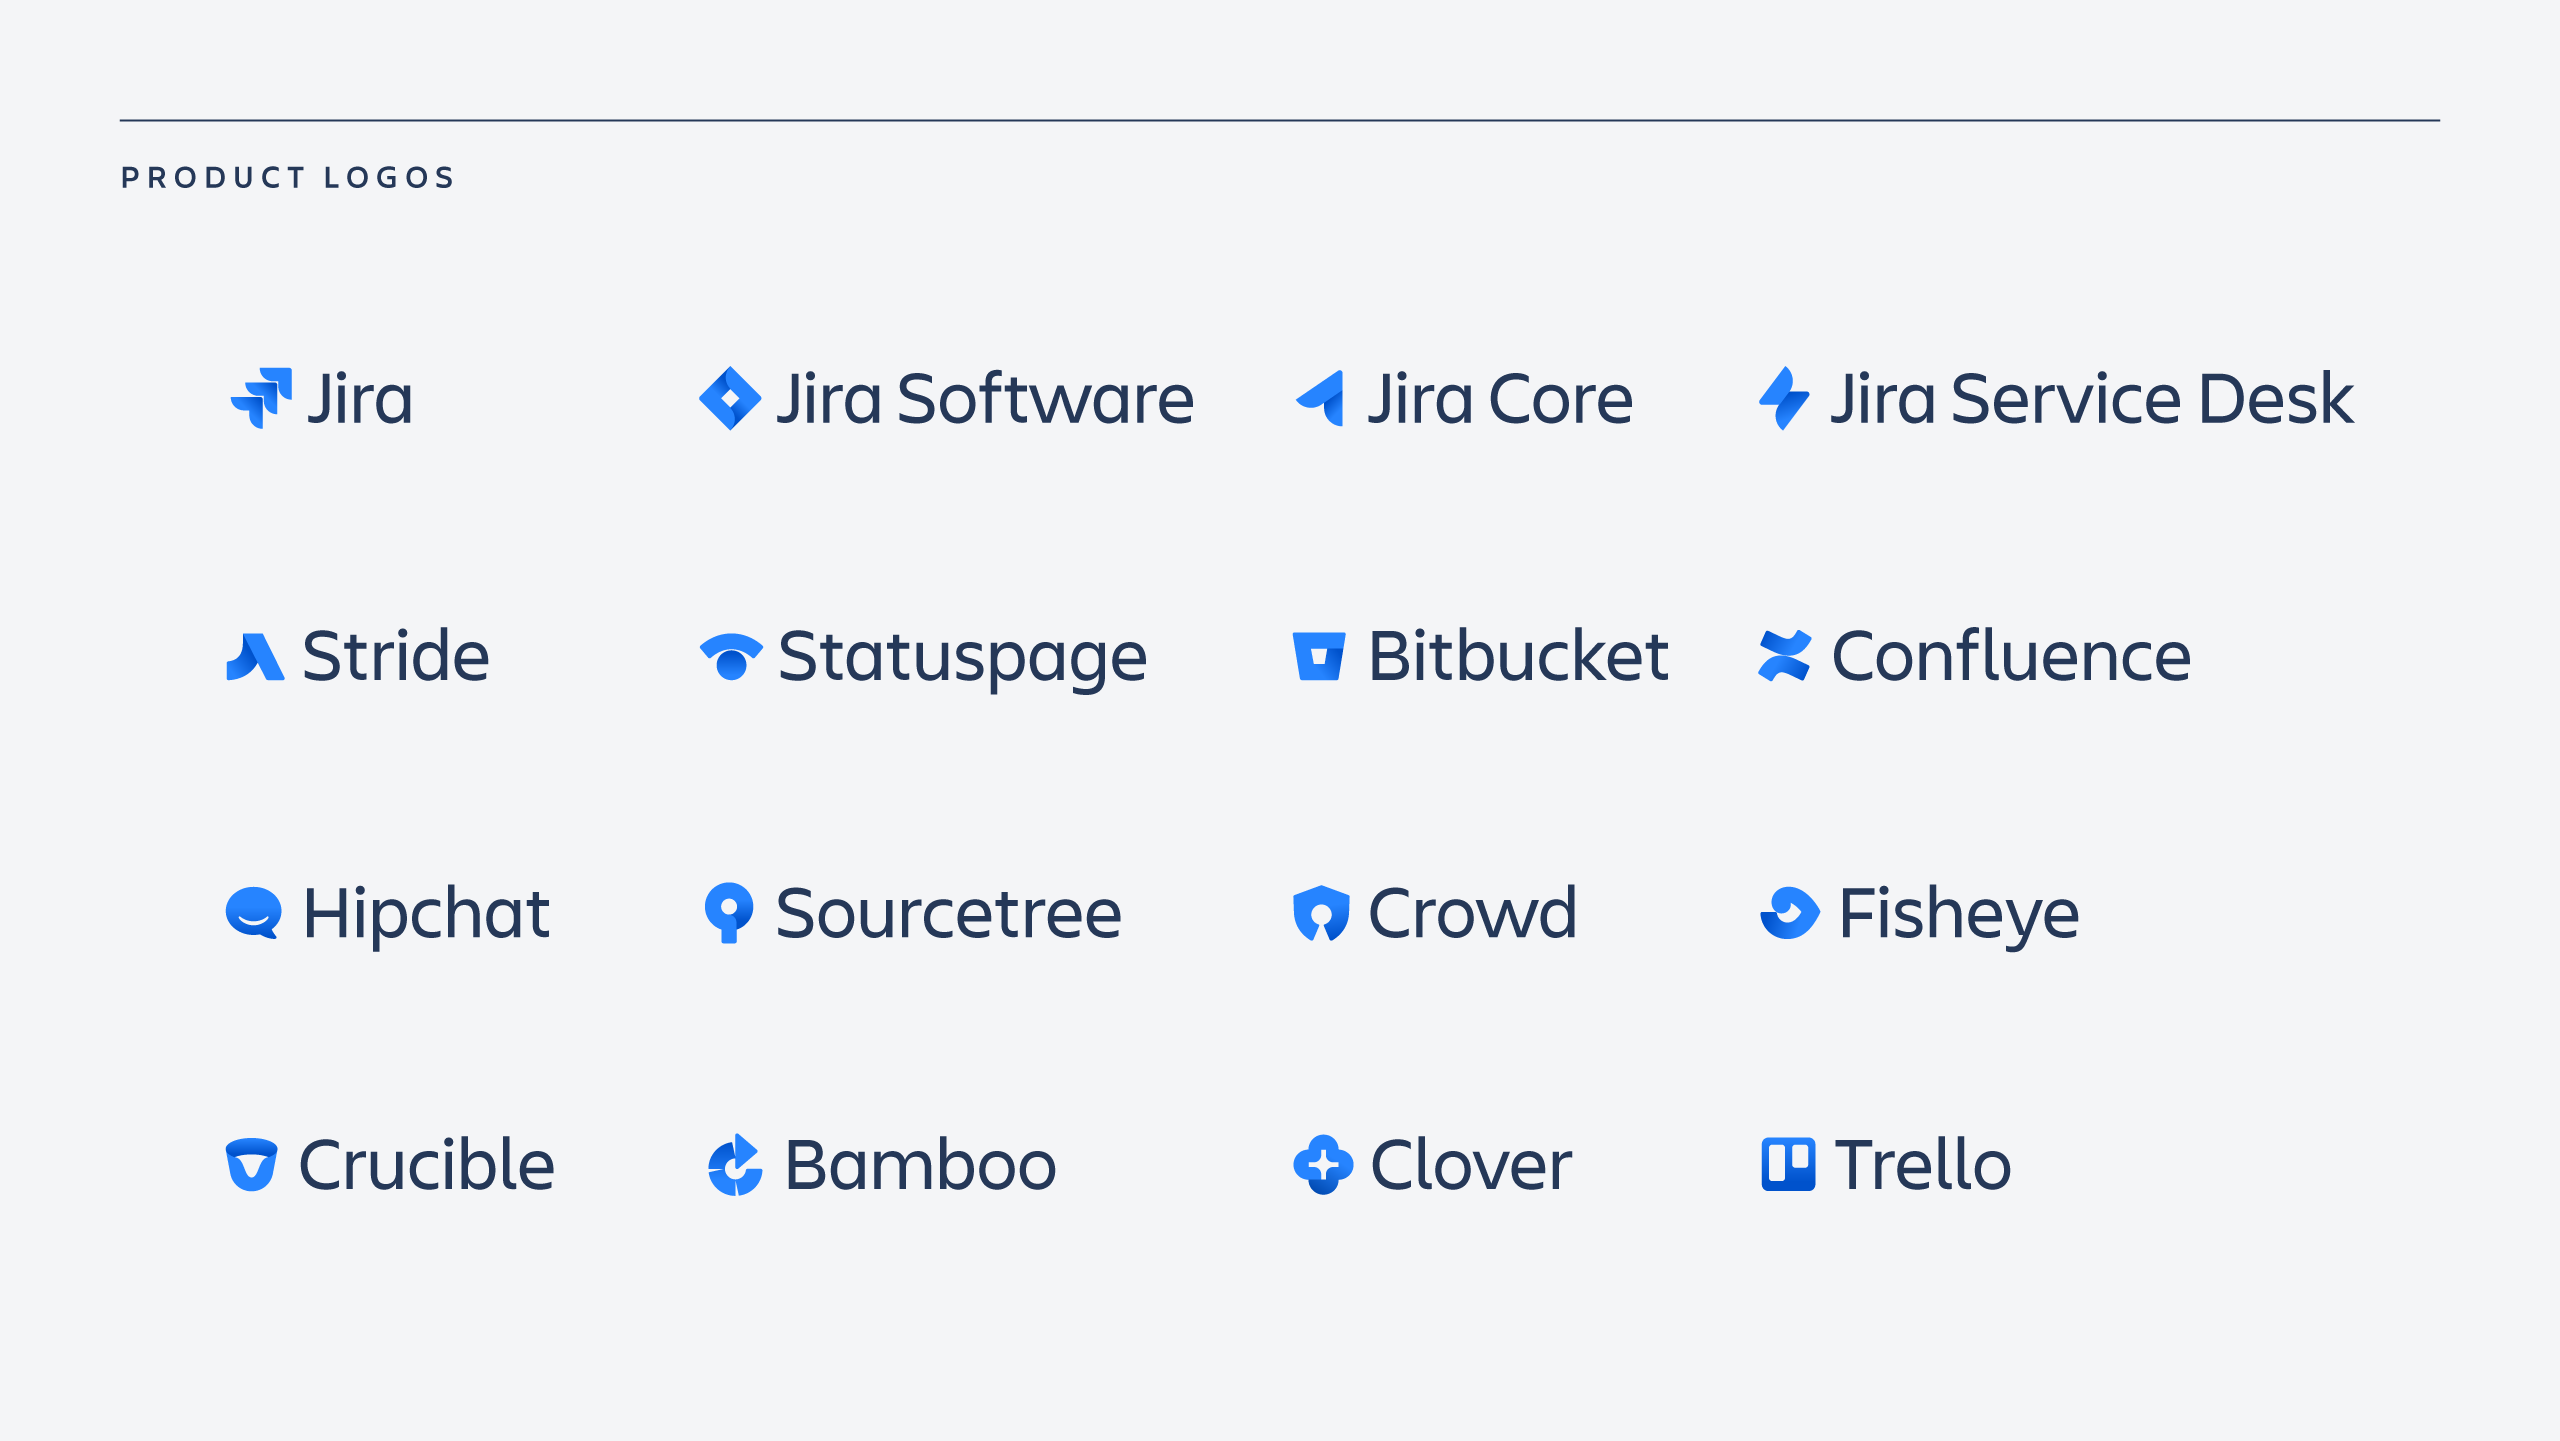 PRODUCT LOGOS
Jira
Jira Software
Jira Core
Jira Service Desk
Stride
Statuspage
Bitbucket
Confluence
Hipchat
Sourcetree
Crowd
Fisheye
Crucible
Bamboo
Clover
Trello